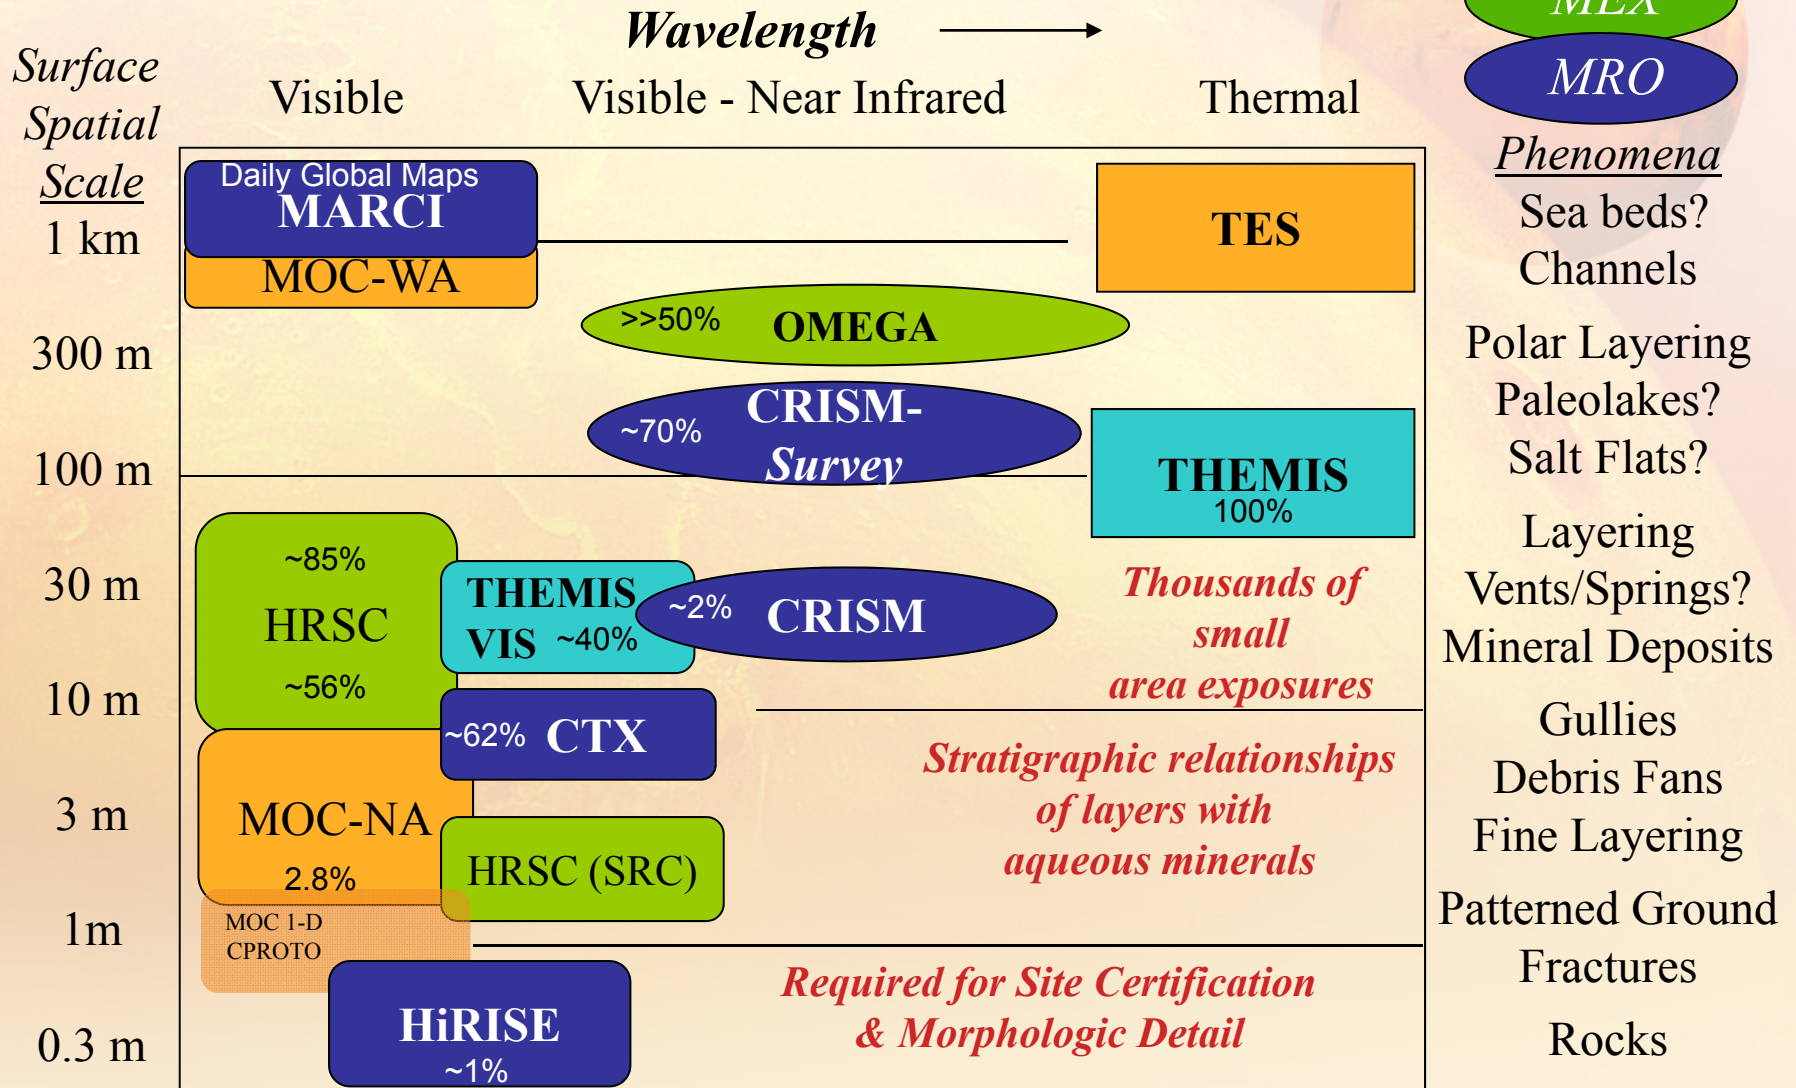 Wavelength
MEX
MRO
Surface
Spatial
Scale
Visible
Visible - Near Infrared
Thermal
Phenomena
1 km
300 m
100 m
30 m
10 m
3 m
1m
0.3 m
Daily Global Maps
MARCI
MOC-WA
TES
>>50% OMEGA
~70% CRISM-
Survey
THEMIS
100%
~85%
HRSC
~56%
THEMIS
VIS ~40%
~2% CRISM
Thousands of
small
area exposures
~62% CTX
MOC-NA
2.8%
HRSC (SRC)
Stratigraphic relationships
of layers with
aqueous minerals
MOC 1-D
CPROTO
HiRISE
~1%
Required for Site Certification
& Morphologic Detail
Sea beds?
Channels
Polar Layering
Paleolakes?
Salt Flats?
Layering
Vents/Springs?
Mineral Deposits
Gullies
Debris Fans
Fine Layering
Patterned Ground
Fractures
Rocks